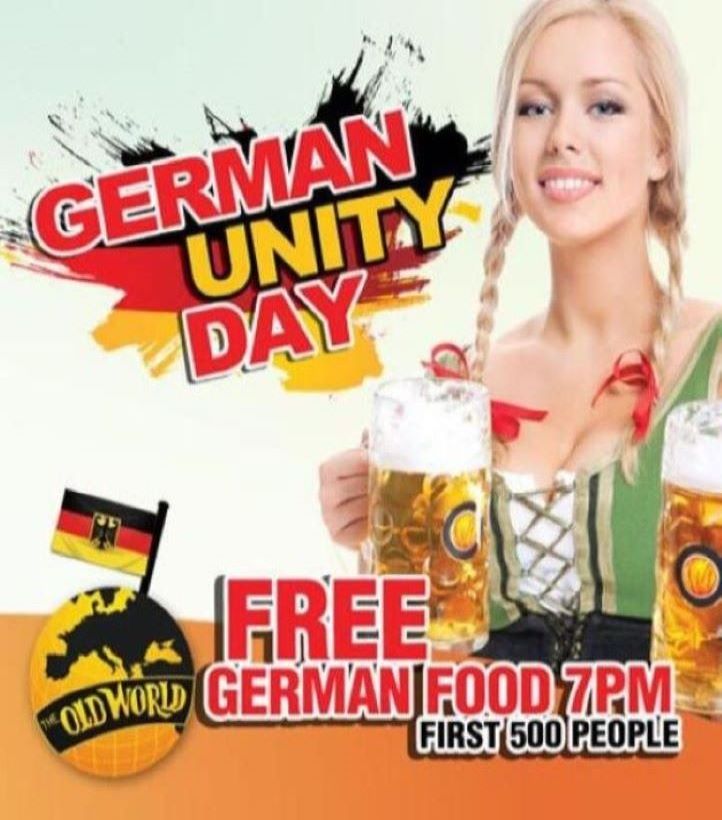 GERMAN
UNITY
DAY
THE OLD WORLD
FREE
GERMAN FOOD 7PM
FIRST 500 PEOPLE